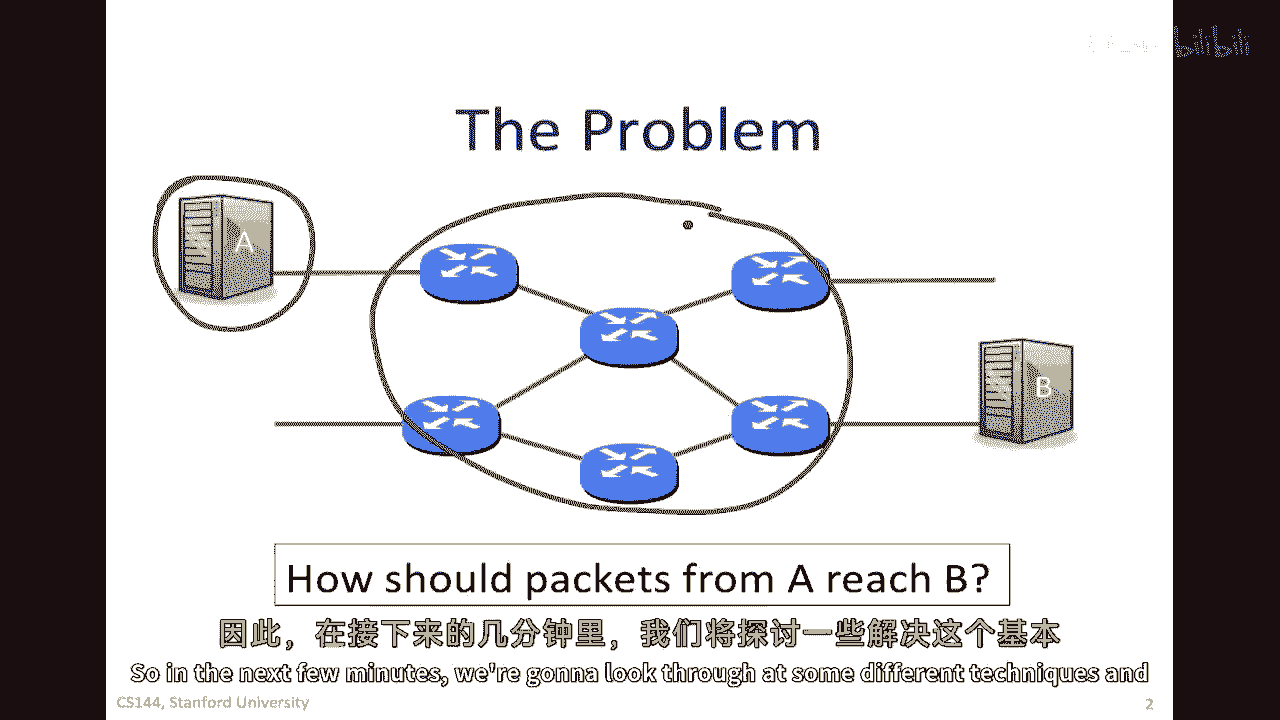 bilibili
The Problem
A
B
How should packets from A reach B?
因此，在接下来的几分钟里，我们将探讨一些解决这个基本
So in the next few minutes, we're gonna look through at some different techniques and
CS144, Stanford University
2